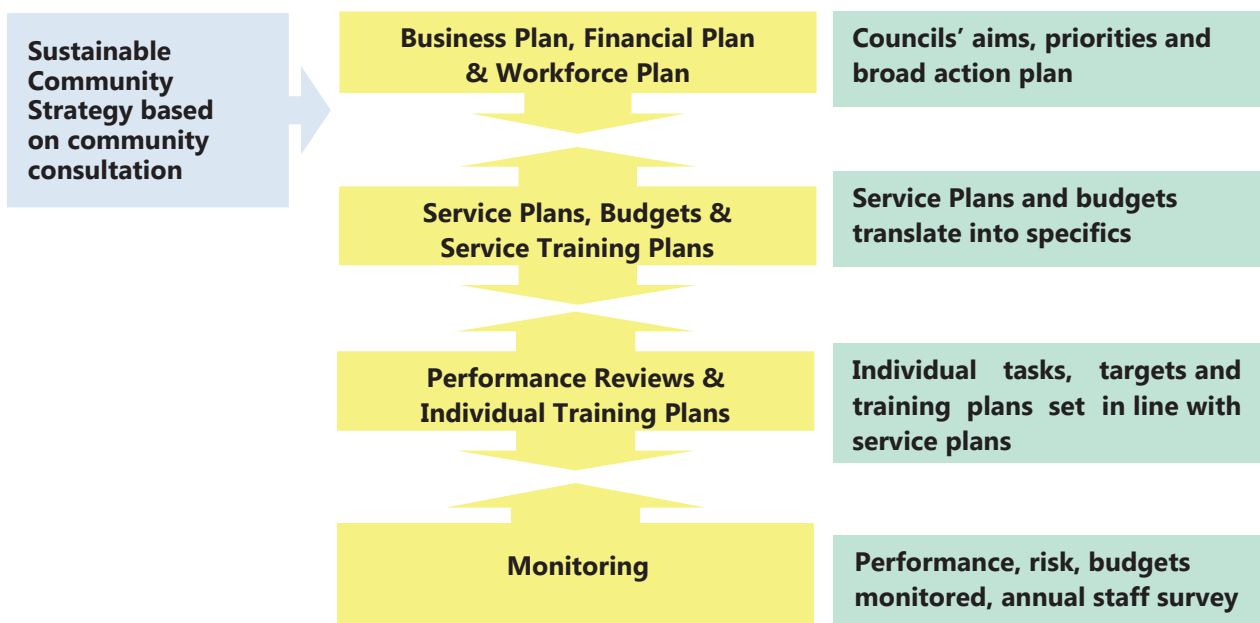 Sustainable
Community
Strategy based
on community
consultation
Business Plan, Financial Plan
& Workforce Plan
Councils’ aims, priorities and
broad action plan
Service Plans, Budgets &
Service Training Plans
Service Plans and budgets
translate into specifics
Performance Reviews &
Individual Training Plans
Individual tasks, targets and
training plans set in line with
service plans
Monitoring
Performance, risk, budgets
monitored, annual staff survey